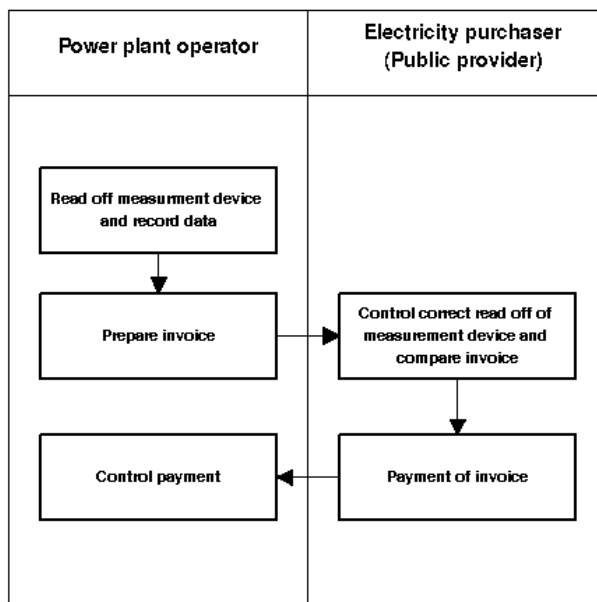 Power plant operator
Electricity purchaser
(Public provider)
Read off measurment device
and record data
Prepare invoice
Control correct read off of
measurement device and
compare invoice
Control payment
Payment of invoice